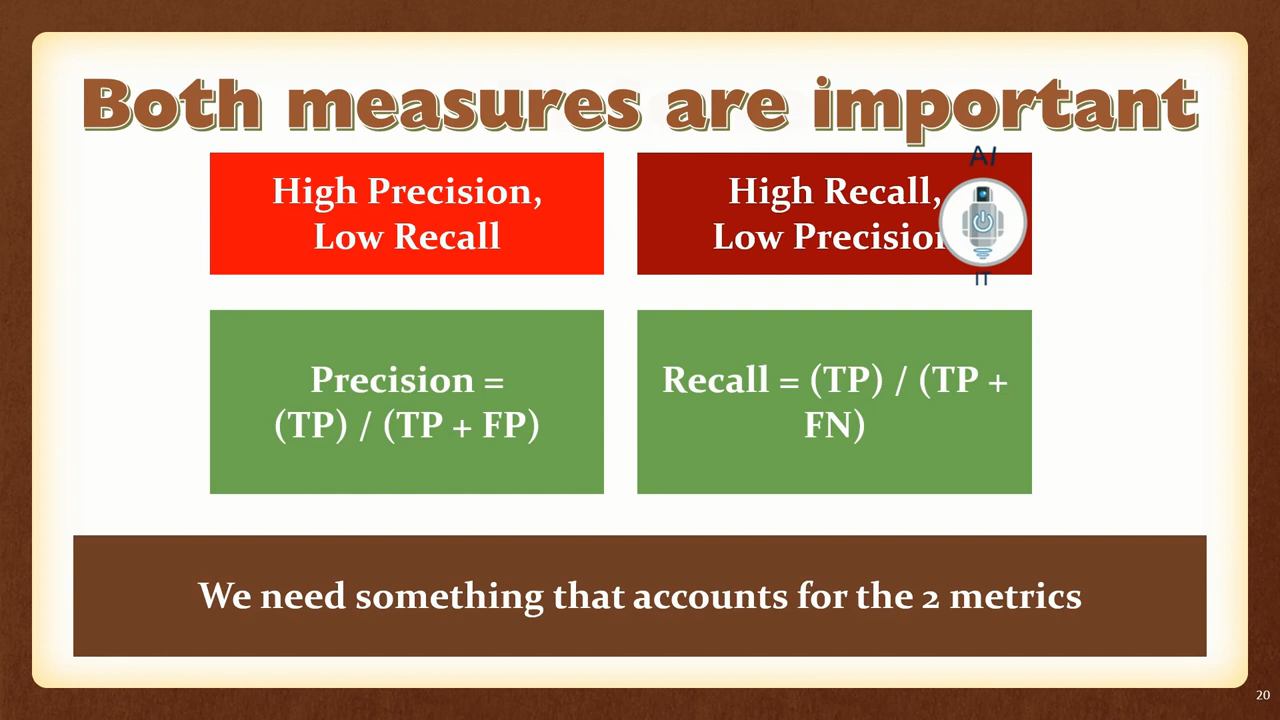 Both measures are important
High Precision,
Low Recall
High Recall,
Low Precision
AI
IT
Precision =
(TP) / (TP + FP)
Recall = (TP) / (TP +
FN)
We need something that accounts for the 2 metrics
20